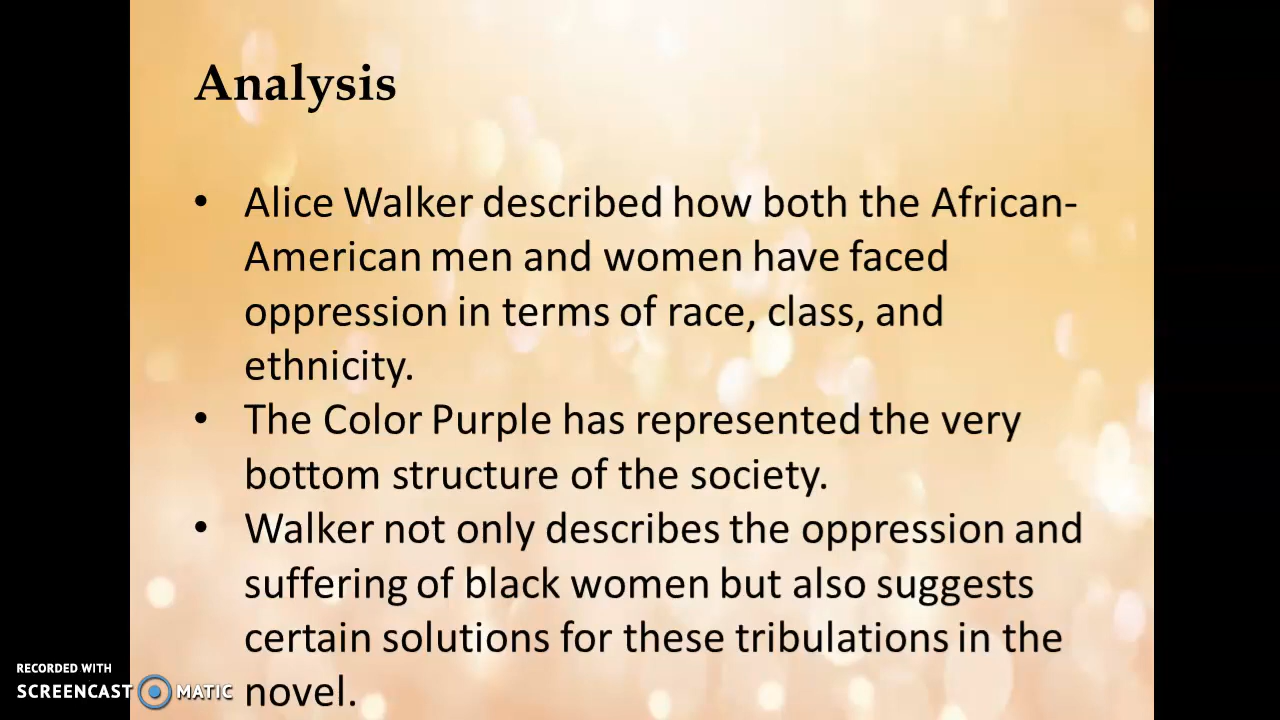 Analysis
• Alice Walker described how both the African-
American men and women have faced
oppression in terms of race, class, and
ethnicity.
• The Color Purple has represented the very
bottom structure of the society.
• Walker not only describes the oppression and
suffering of black women but also suggests
certain solutions for these tribulations in the
novel.
RECORDED WITH
SCREENCAST MATIC